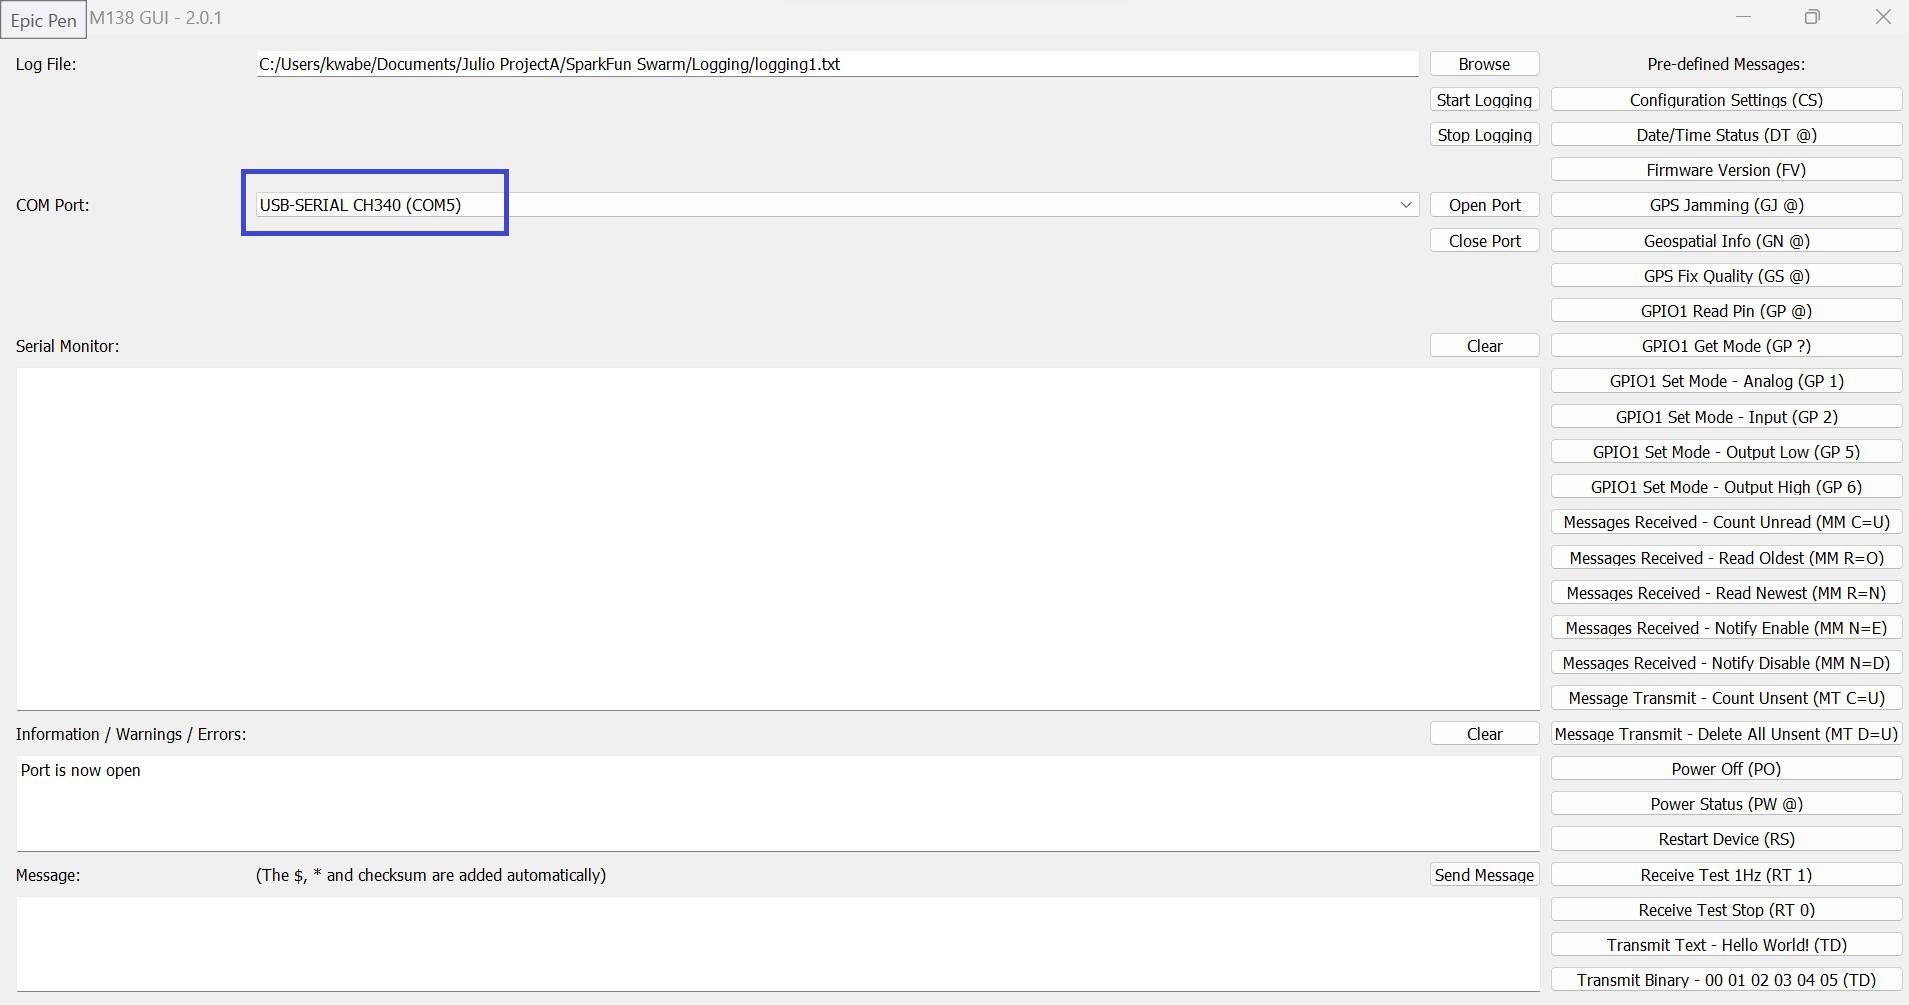 Epic Pen M138 GUI - 2.0.1
Log File: C:/Users/kwabe/Documents/Julio ProjectA/SparkFun Swarm/Logging/logging1.txt Browse Pre-defined Messages:
Start Logging Configuration Settings (CS)
Stop Logging Date/Time Status (DT @)
Firmware Version (FV)
COM Port: USB-SERIAL CH340 (COM5) Open Port GPS Jamming (GJ @)
Close Port Geospatial Info (GN @)
GPS Fix Quality (GS @)
GPIO1 Read Pin (GP @)
Serial Monitor: Clear GPIO1 Get Mode (GP ?)
GPIO1 Set Mode - Analog (GP 1)
GPIO1 Set Mode - Input (GP 2)
GPIO1 Set Mode - Output Low (GP 5)
GPIO1 Set Mode - Output High (GP 6)
Messages Received - Count Unread (MM C=U)
Messages Received - Read Oldest (MM R=O)
Messages Received - Read Newest (MM R=N)
Messages Received - Notify Enable (MM N=E)
Messages Received - Notify Disable (MM N=D)
Message Transmit - Count Unsent (MT C=U)
Information / Warnings / Errors: Clear Message Transmit - Delete All Unsent (MT D=U)
Port is now open Power Off (PO)
Power Status (PW @)
Restart Device (RS)
Message: (The $, * and checksum are added automatically) Send Message Receive Test 1Hz (RT 1)
Receive Test Stop (RT 0)
Transmit Text - Hello World! (TD)
Transmit Binary - 00 01 02 03 04 05 (TD)